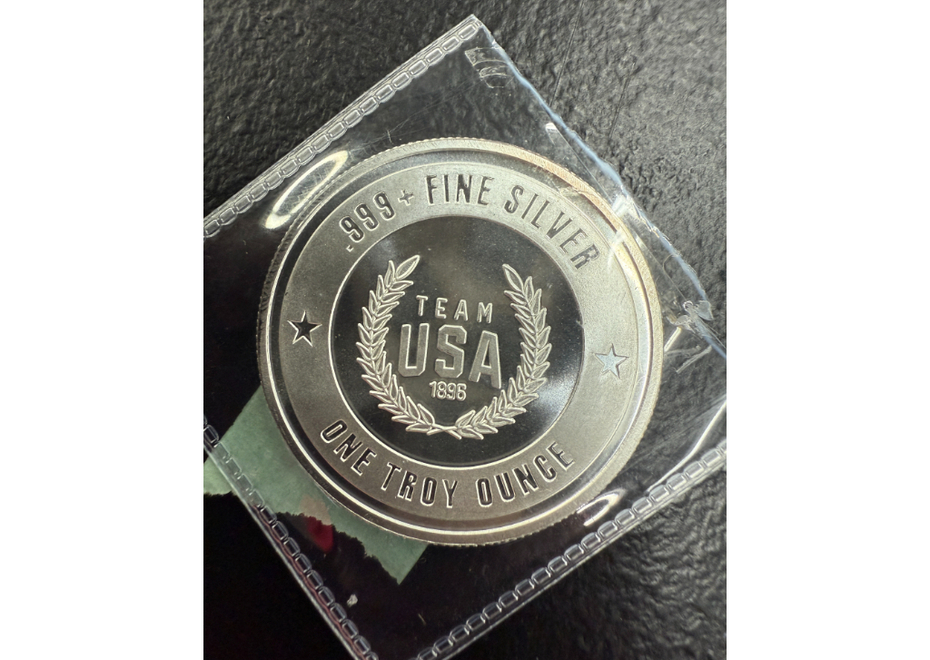 .999+ FINE SILVER
TEAM
USA
1896
ONE TROY OUNCE